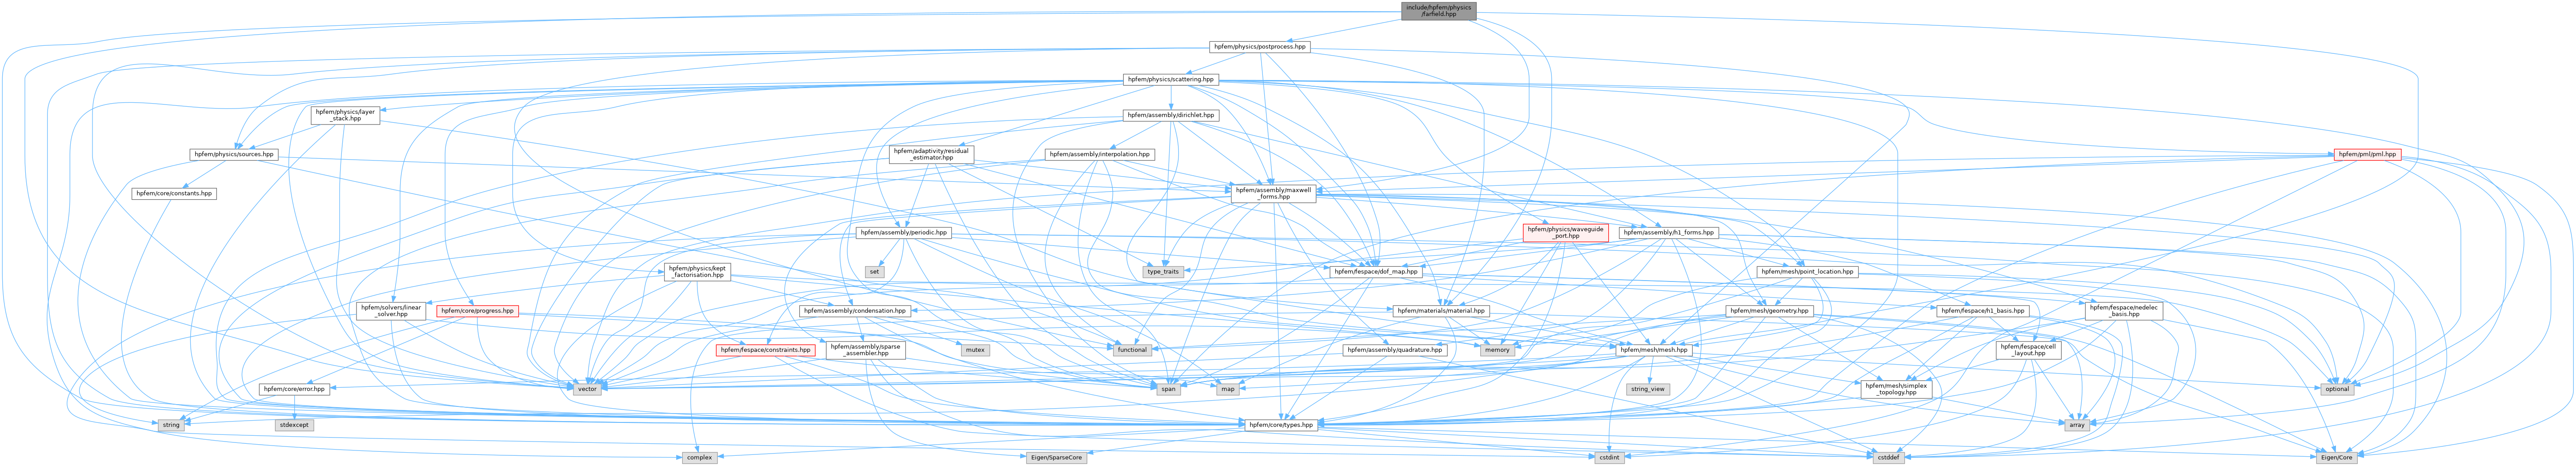 include/hpfem/physics
/farfield.hpp
hpfem/physics/postprocess.hpp
hpfem/physics/scattering.hpp
hpfem/physics/layer
_stack.hpp
hpfem/assembly/dirichlet.hpp
hpfem/physics/sources.hpp
hpfem/adaptivity/residual
_estimator.hpp
hpfem/assembly/interpolation.hpp
hpfem/pml/pml.hpp
hpfem/core/constants.hpp
hpfem/assembly/maxwell
_forms.hpp
hpfem/assembly/periodic.hpp
hpfem/physics/waveguide
_port.hpp
hpfem/assembly/h1_forms.hpp
hpfem/physics/kept
_factorisation.hpp
set
type_traits
hpfem/fespace/dof_map.hpp
hpfem/mesh/point_location.hpp
hpfem/solvers/linear
_solver.hpp
hpfem/core/progress.hpp
hpfem/assembly/condensation.hpp
hpfem/materials/material.hpp
hpfem/mesh/geometry.hpp
hpfem/fespace/h1_basis.hpp
hpfem/fespace/nedelec
_basis.hpp
hpfem/fespace/constraints.hpp
hpfem/assembly/sparse
_assembler.hpp
mutex
functional
hpfem/assembly/quadrature.hpp
memory
hpfem/mesh/mesh.hpp
hpfem/fespace/cell
_layout.hpp
hpfem/core/error.hpp
vector
span
map
string_view
hpfem/mesh/simplex
_topology.hpp
optional
string
stdexcept
hpfem/core/types.hpp
array
complex
Eigen/SparseCore
cstdint
cstddef
Eigen/Core